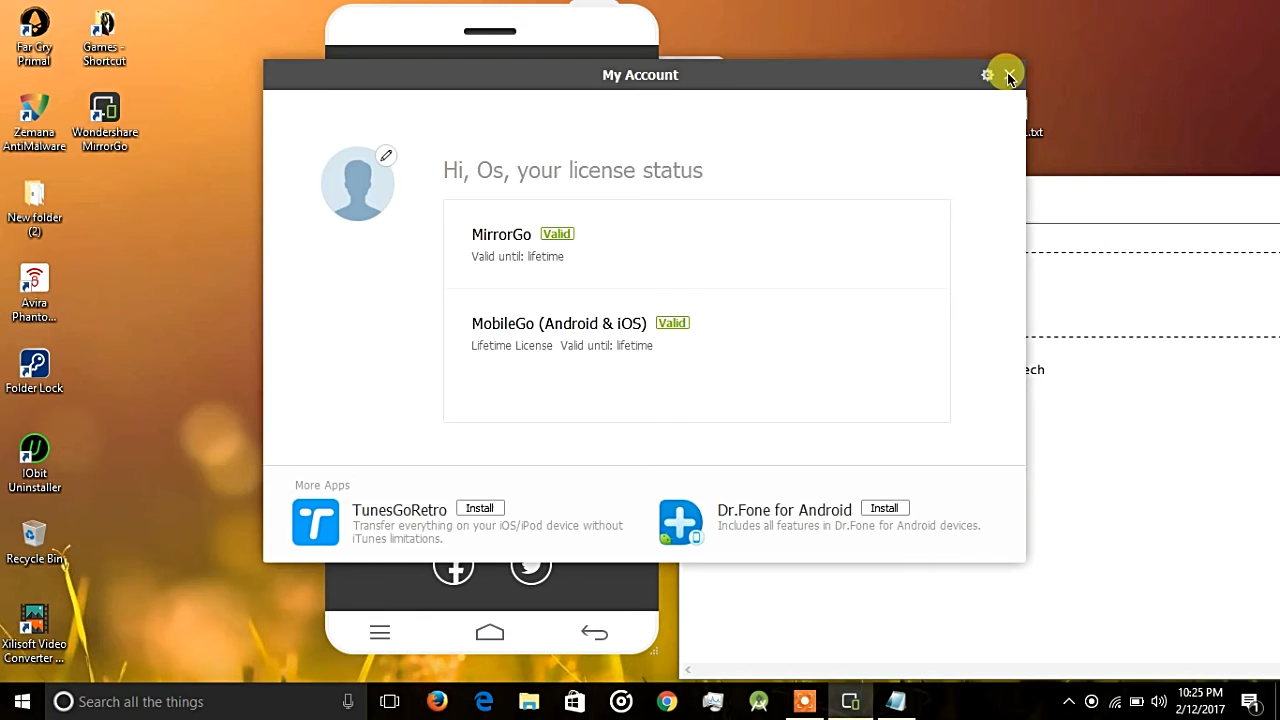 Far Cry
Primal
Games -
Shortcut
Zemana
AntiMalware
Wondershare
MirrorGo
New folder
(2)
Avira
Phanto...
Folder Lock
IObit
Uninstaller
Recycle Bin
Xilisoft Video
Converter ...
My Account
Hi, Os, your license status
MirrorGo Valid
Valid until: lifetime
MobileGo (Android & iOS) Valid
Lifetime License Valid until: lifetime
More Apps
TunesGoRetro Install
Transfer everything on your iOS/iPod device without
iTunes limitations.
Dr.Fone for Android Install
Includes all features in Dr.Fone for Android devices.
.txt
ech
Search all the things
10:25 PM
2/12/2017